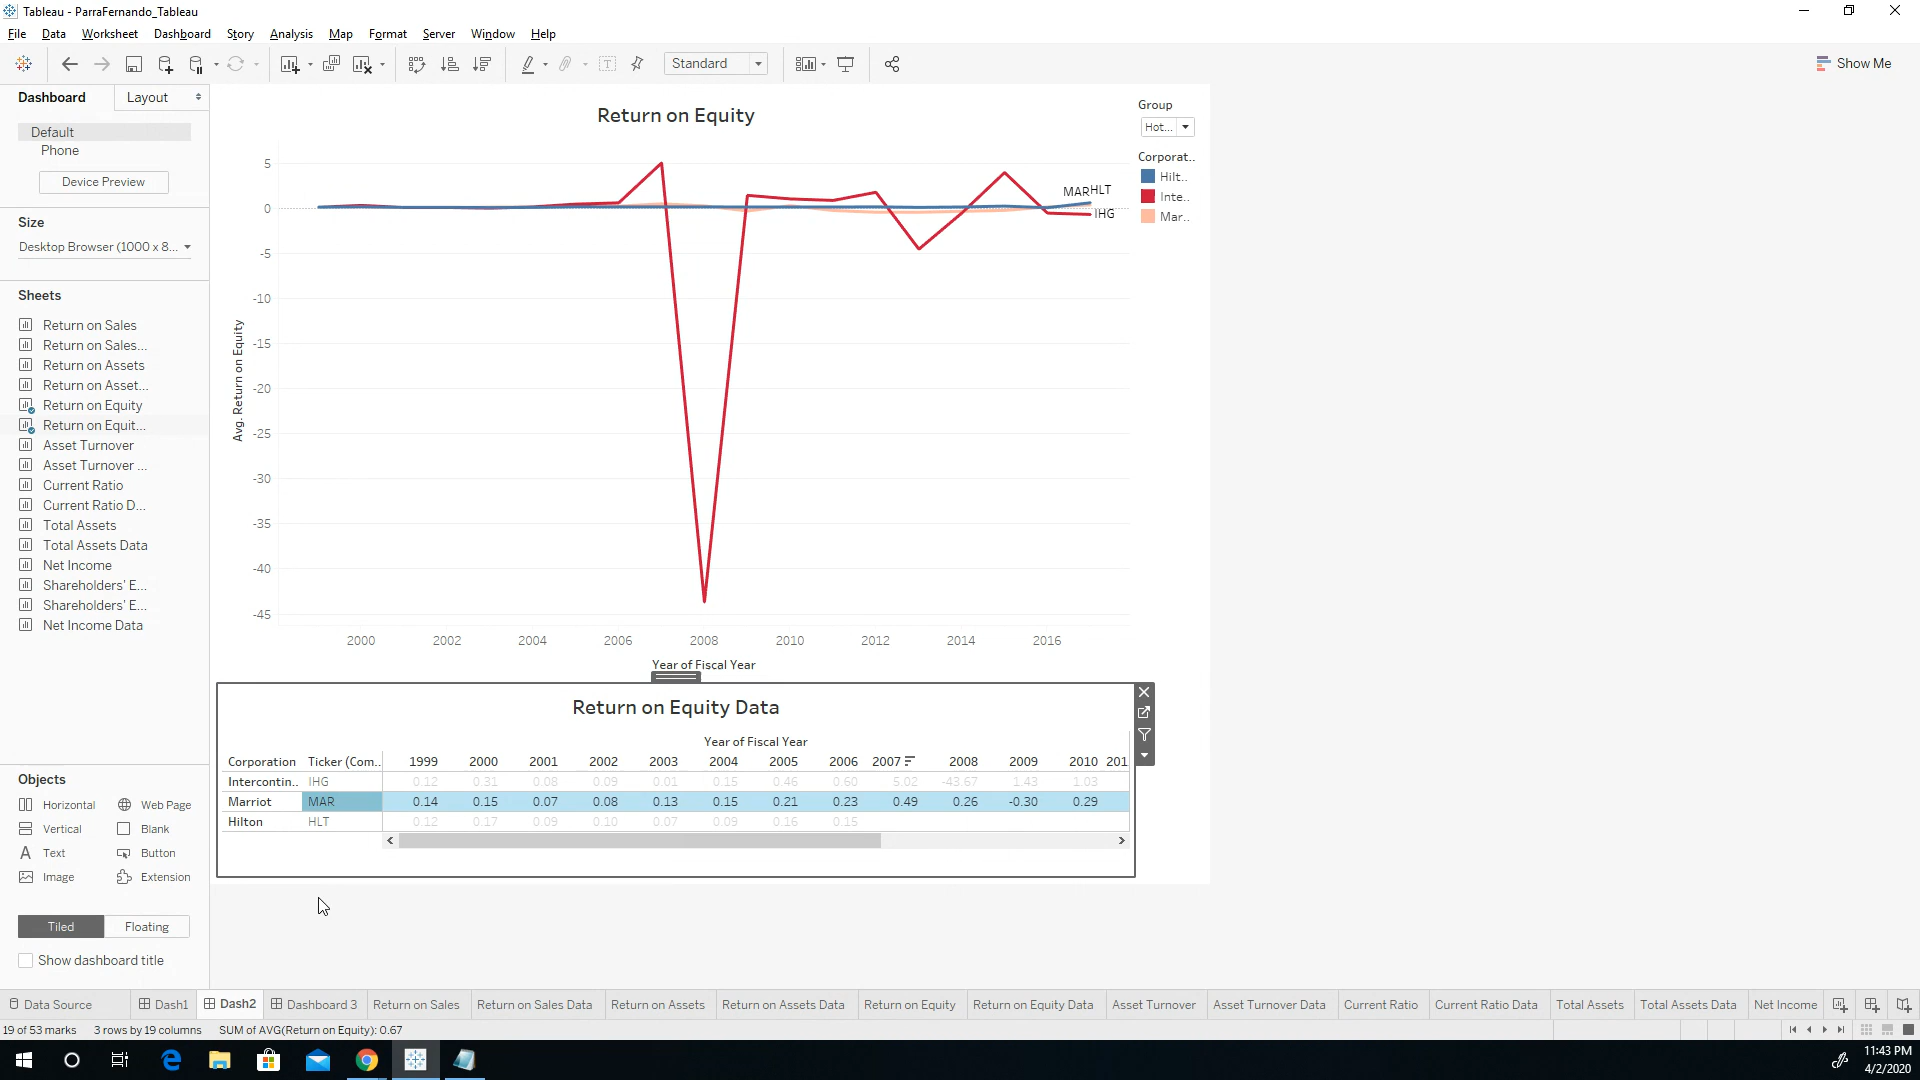 Tableau - ParraFernando_Tableau
File Data Worksheet Dashboard Story Analysis Map Format Server Window Help
Standard
Show Me
Dashboard Layout
Default
Phone
Device Preview
Size
Desktop Browser (1000 x 8...
Sheets
Return on Sales
Return on Sales...
Return on Assets
Return on Asset...
Return on Equity
Return on Equit...
Asset Turnover
Asset Turnover ...
Current Ratio
Current Ratio D...
Total Assets
Total Assets Data
Net Income
Shareholders' E...
Shareholders' E...
Net Income Data
Objects
Horizontal Web Page
Vertical Blank
Text Button
Image Extension
Tiled Floating
Show dashboard title
Return on Equity
5
0
-5
-10
-15
-20
-25
-30
-35
-40
-45
Avg. Return on Equity
MAR HLT
IHG
2000 2002 2004 2006 2008 2010 2012 2014 2016
Year of Fiscal Year
Group
Hot...
Corporat..
Hilt..
Inte..
Mar..
Return on Equity Data
Year of Fiscal Year
Corporation Ticker (Com.. 1999 2000 2001 2002 2003 2004 2005 2006 2007 2008 2009 2010 201
Intercontin.. IHG 0.12 0.31 0.08 0.09 0.01 0.15 0.46 0.60 5.02 -43.67 1.43 1.03
Marriot MAR 0.14 0.15 0.07 0.08 0.13 0.15 0.21 0.23 0.49 0.26 -0.30 0.29
Hilton HLT 0.12 0.17 0.09 0.10 0.07 0.09 0.16 0.15
Data Source Dash1 Dash2 Dashboard 3 Return on Sales Return on Sales Data Return on Assets Return on Assets Data Return on Equity Return on Equity Data Asset Turnover Asset Turnover Data Current Ratio Current Ratio Data Total Assets Total Assets Data Net Income
19 of 53 marks 3 rows by 19 columns SUM of AVG(Return on Equity): 0.67
11:43 PM
4/2/2020